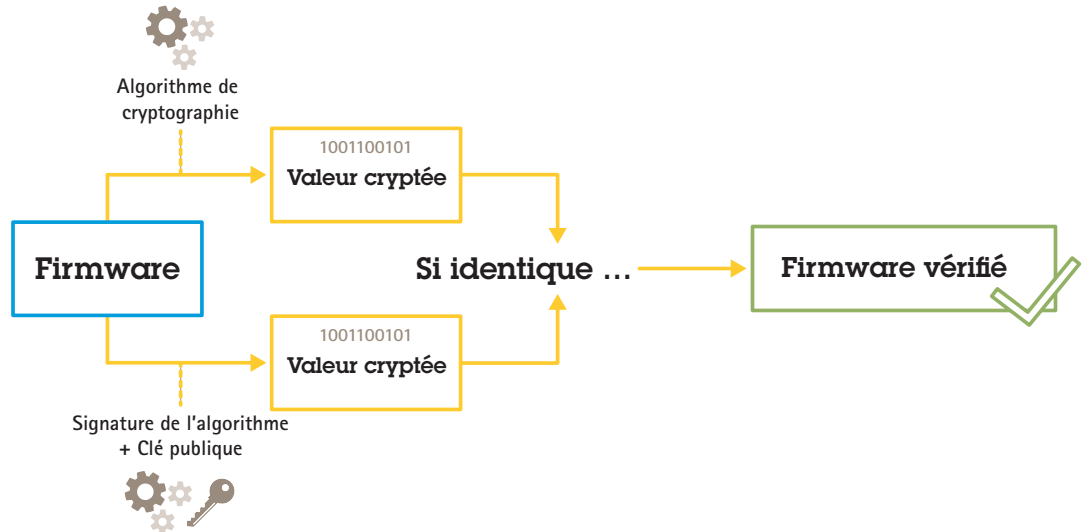 Algorithme de
cryptographie
1001100101
Valeur cryptée
Firmware
Si identique ...
Firmware vérifié
1001100101
Valeur cryptée
Signature de l'algorithme
+ Clé publique